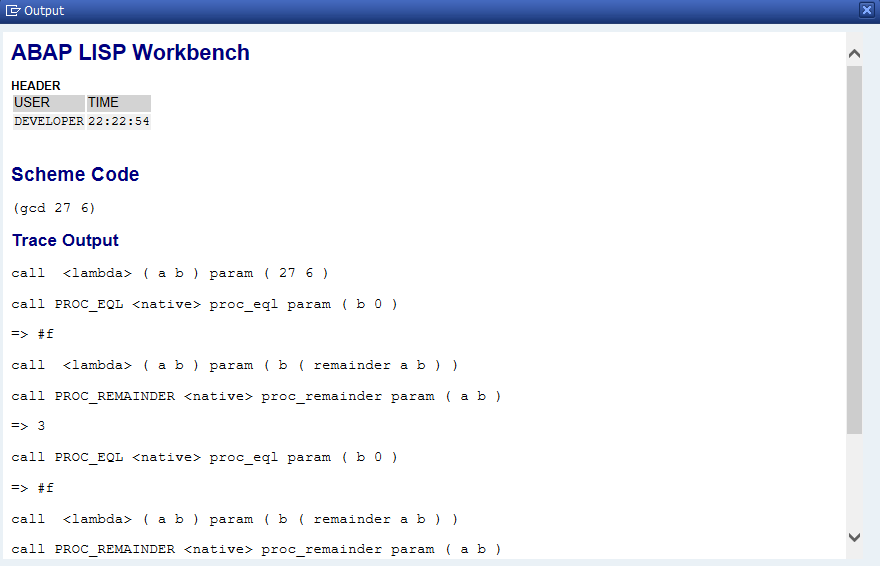 Output
ABAP LISP Workbench
HEADER
USER TIME
DEVELOPER 22:22:54
Scheme Code
(gcd 27 6)
Trace Output
call  <lambda> ( a b ) param ( 27 6 )
call PROC_EQL <native> proc_eql param ( b 0 )
=> #f
call  <lambda> ( a b ) param ( b ( remainder a b ) )
call PROC_REMAINDER <native> proc_remainder param ( a b )
=> 3
call PROC_EQL <native> proc_eql param ( b 0 )
=> #f
call  <lambda> ( a b ) param ( b ( remainder a b ) )
call PROC_REMAINDER <native> proc_remainder param ( a b )